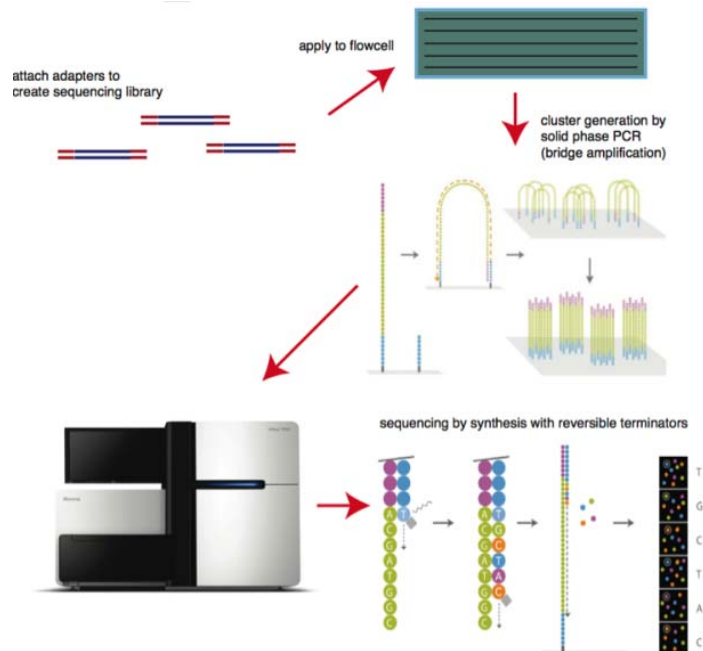 attach adapters to
create sequencing library
apply to flowcell
cluster generation by
solid phase PCR
(bridge amplification)
sequencing by synthesis with reversible terminators
A T
C
G
A
T
G
G
C
A T
C G
G C
A T
T A
G C
G
C
T
G
C
T
A
C